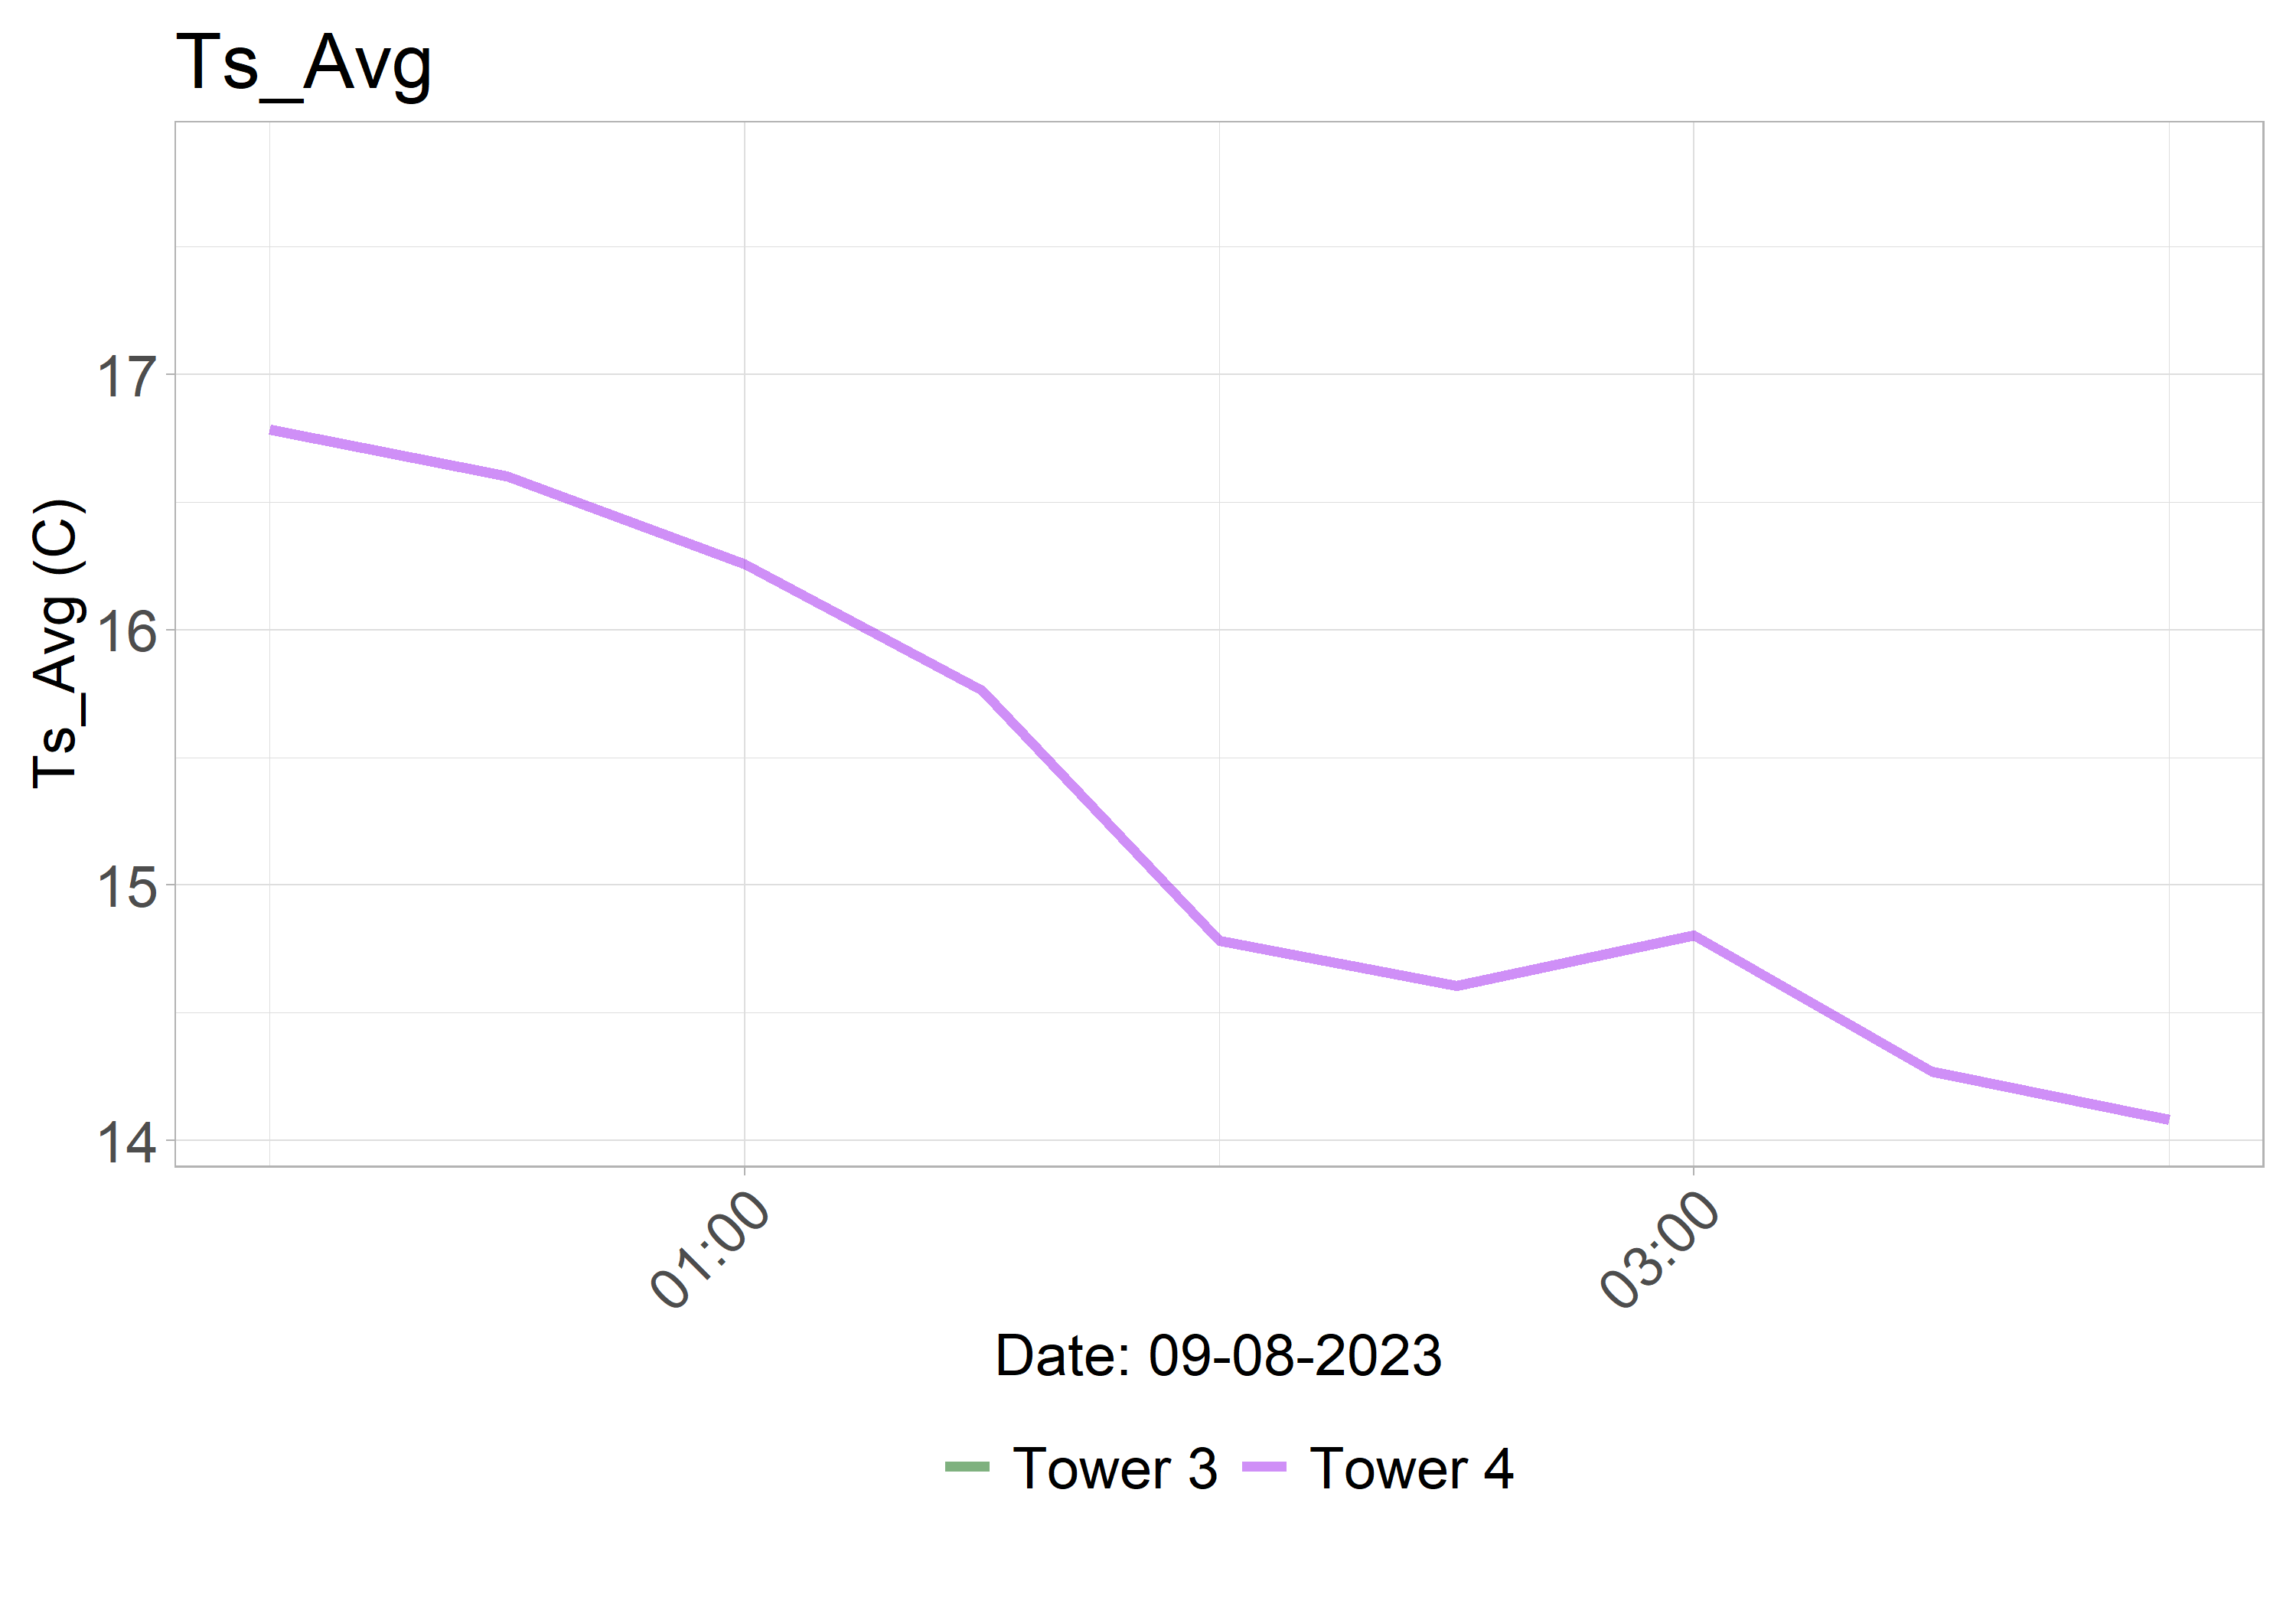 Ts_Avg
Ts_Avg (C)
17
16
15
14
01:00
03:00
Date: 09-08-2023
Tower 3
Tower 4